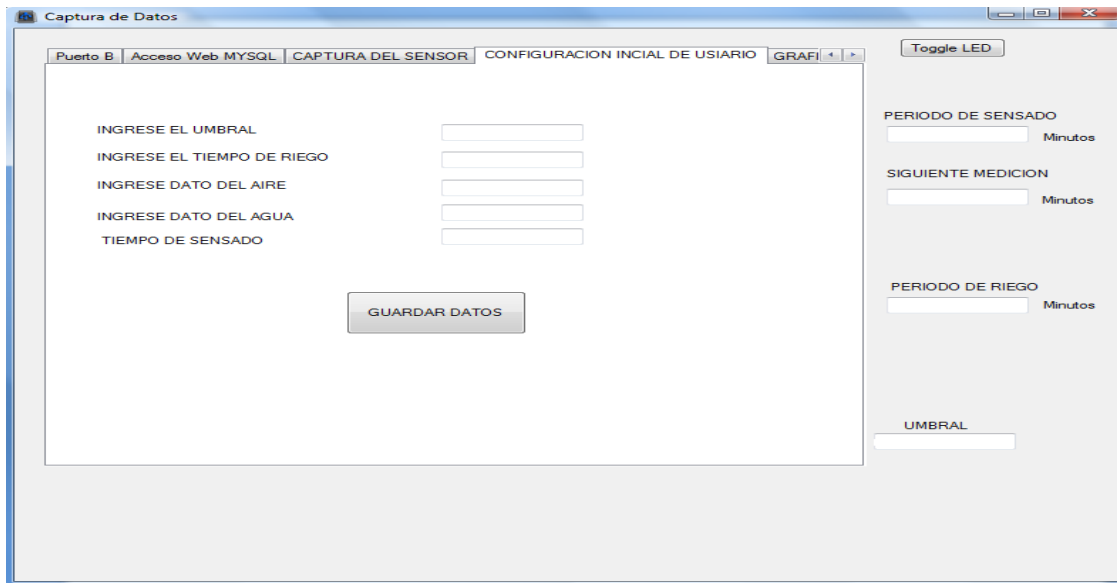 Captura de Datos
Puerto B
Acceso Web MYSQL
CAPTURA DEL SENSOR
CONFIGURACION INCIAL DE USIARIO
GRAFI
Toggle LED
INGRESE EL UMBRAL
INGRESE EL TIEMPO DE RIEGO
INGRESE DATO DEL AIRE
INGRESE DATO DEL AGUA
TIEMPO DE SENSADO
GUARDAR DATOS
PERIODO DE SENSADO
Minutos
SIGUIENTE MEDICION
Minutos
PERIODO DE RIEGO
Minutos
UMBRAL